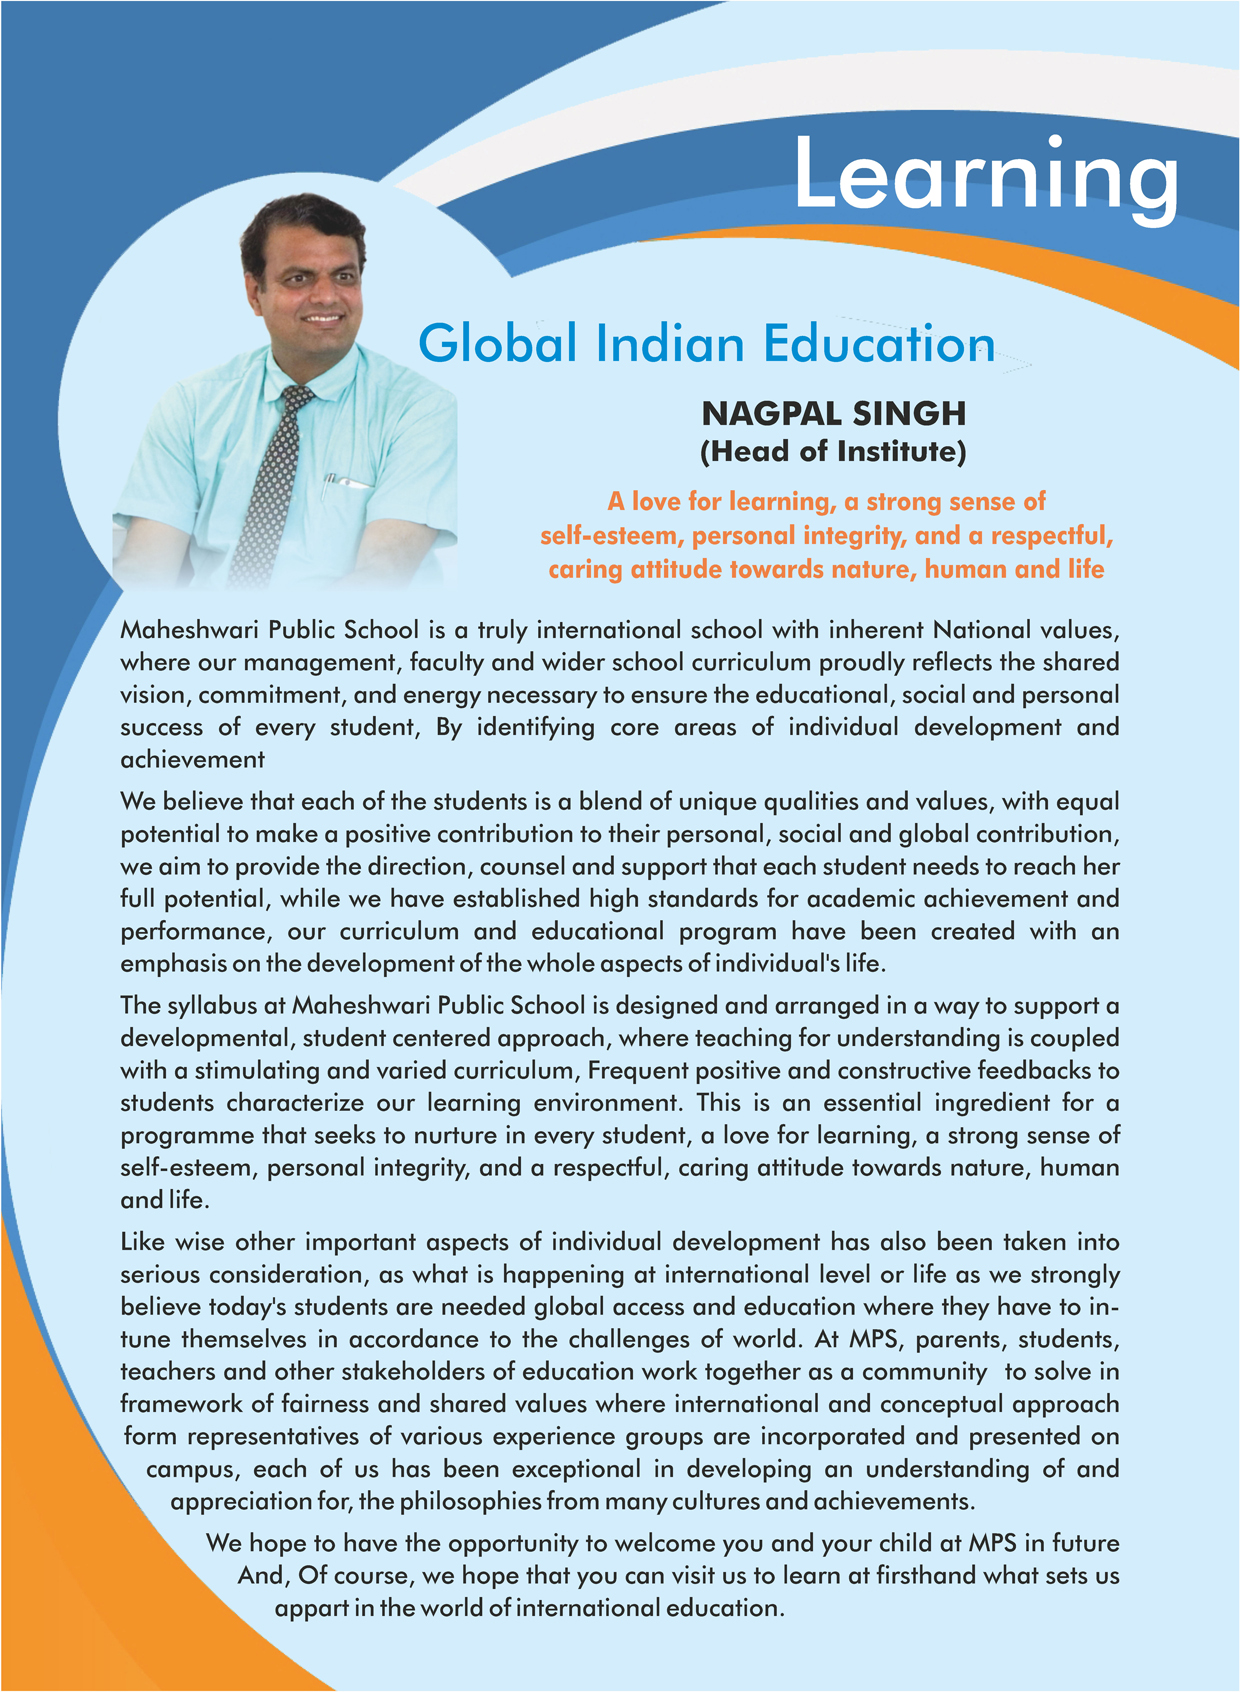 Learning
Global Indian Education
NAGPAL SINGH
(Head of Institute)
A love for learning, a strong sense of
self-esteem, personal integrity, and a respectful,
caring attitude towards nature, human and life
Maheshwari Public School is a truly international school with inherent National values,
where our management, faculty and wider school curriculum proudly reflects the shared
vision, commitment, and energy necessary to ensure the educational, social and personal
success of every student, By identifying core areas of individual development and
achievement
We believe that each of the students is a blend of unique qualities and values, with equal
potential to make a positive contribution to their personal, social and global contribution,
we aim to provide the direction, counsel and support that each student needs to reach her
full potential, while we have established high standards for academic achievement and
performance, our curriculum and educational program have been created with an
emphasis on the development of the whole aspects of individual's life.
The syllabus at Maheshwari Public School is designed and arranged in a way to support a
developmental, student centered approach, where teaching for understanding is coupled
with a stimulating and varied curriculum, Frequent positive and constructive feedbacks to
students characterize our learning environment. This is an essential ingredient for a
programme that seeks to nurture in every student, a love for learning, a strong sense of
self-esteem, personal integrity, and a respectful, caring attitude towards nature, human
and life.
Like wise other important aspects of individual development has also been taken into
serious consideration, as what is happening at international level or life as we strongly
believe today's students are needed global access and education where they have to in-
tune themselves in accordance to the challenges of world. At MPS, parents, students,
teachers and other stakeholders of education work together as a community to solve in
framework of fairness and shared values where international and conceptual approach
form representatives of various experience groups are incorporated and presented on
campus, each of us has been exceptional in developing an understanding of and
appreciation for, the philosophies from many cultures and achievements.
We hope to have the opportunity to welcome you and your child at MPS in future
And, Of course, we hope that you can visit us to learn at firsthand what sets us
appart in the world of international education.